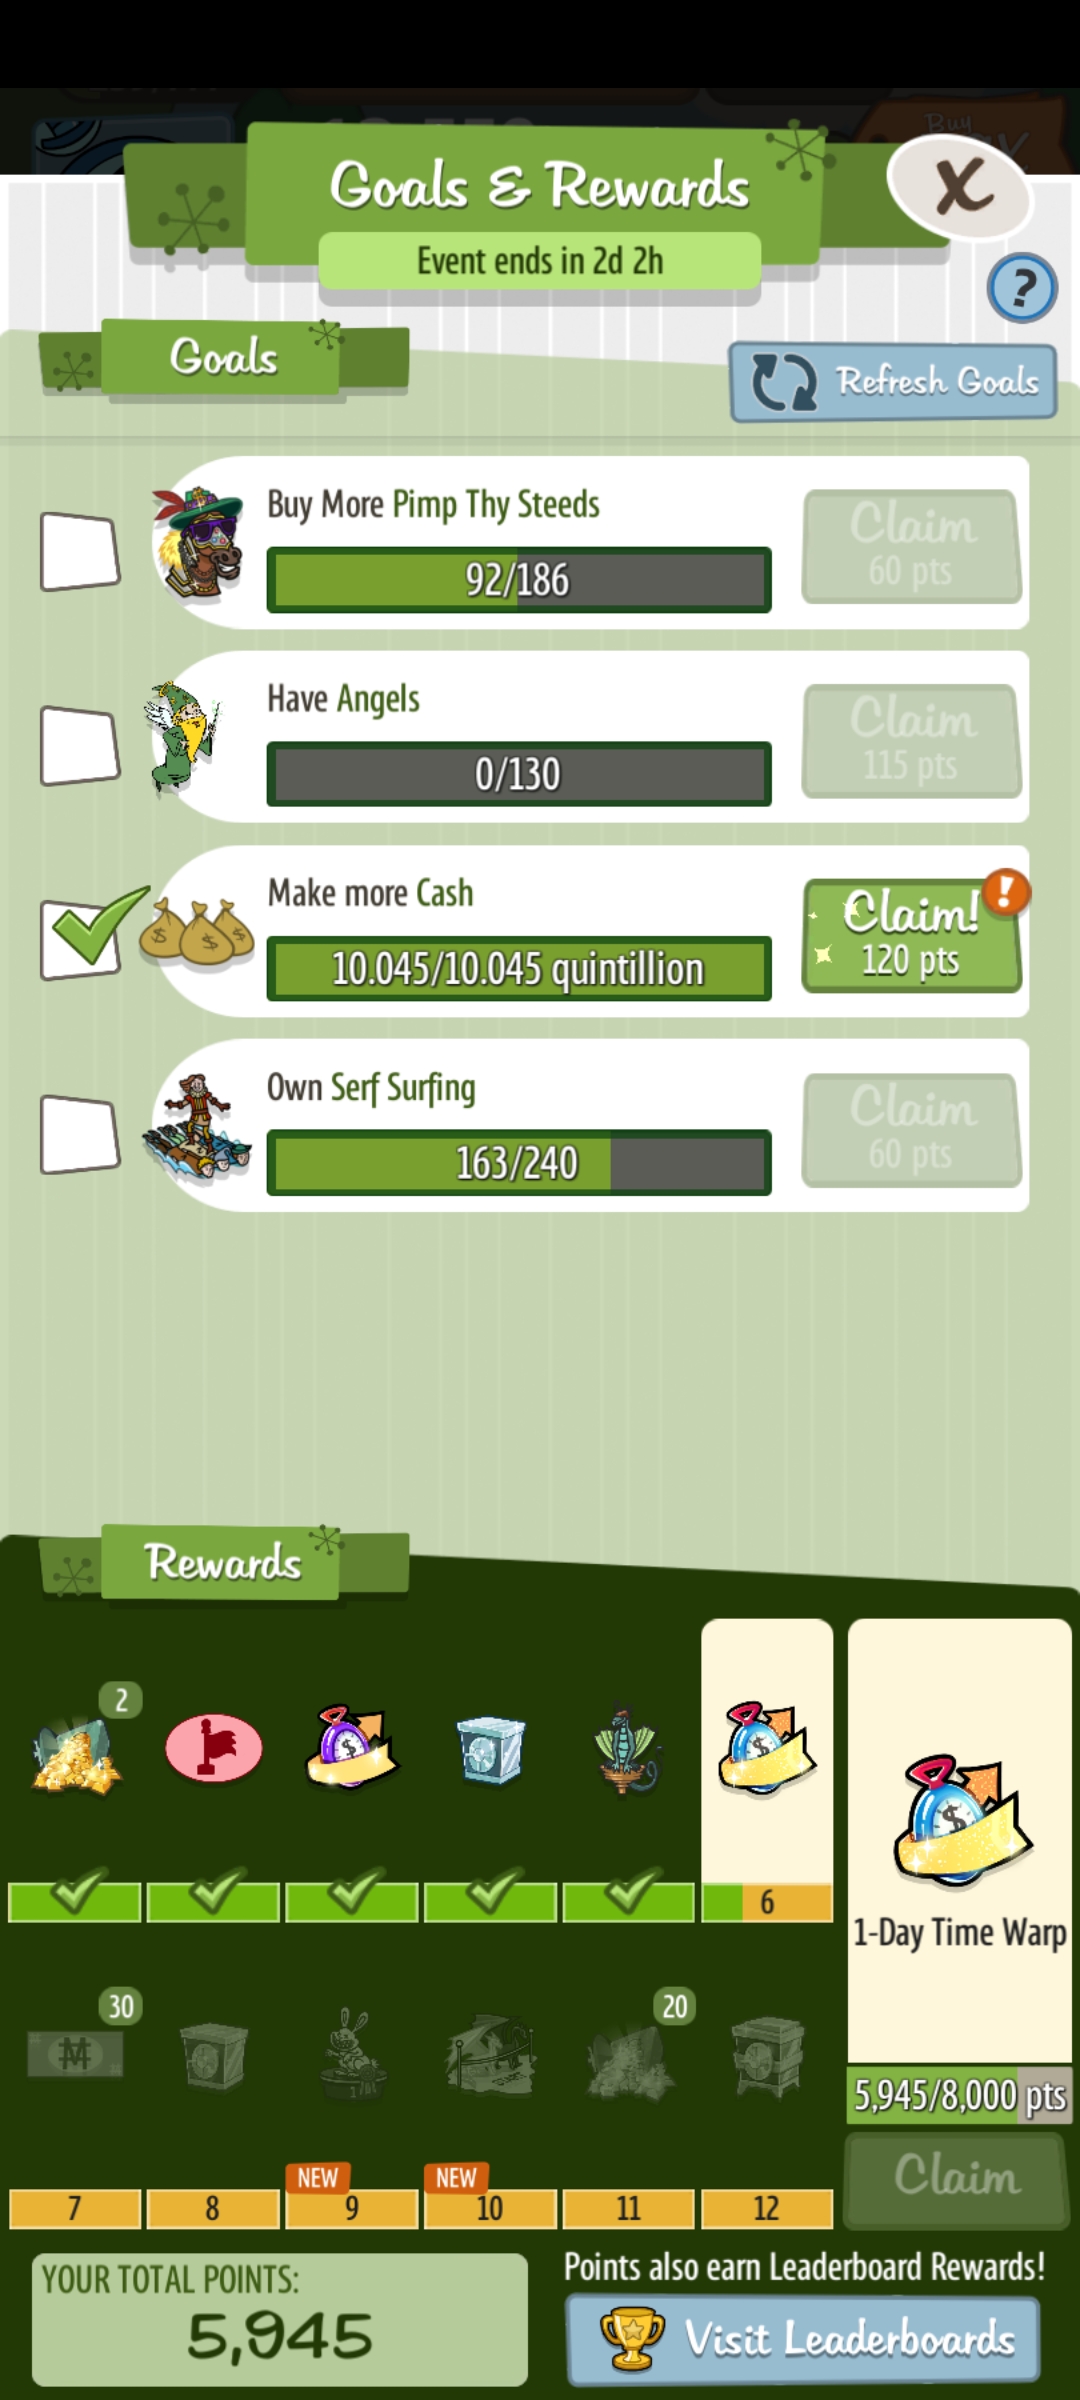 Buy
Goals & Rewards
X
Event ends in 2d 2h
?
Goals
Refresh Goals
Buy More Pimp Thy Steeds
92/186
Claim
60 pts
Have Angels
0/130
Claim
115 pts
Make more Cash
10.045/10.045 quintillion
Claim!
120 pts
!
Own Serf Surfing
163/240
Claim
60 pts
Rewards
2
6
1-Day Time Warp
30
20
5,945/8,000 pts
NEW
NEW
7
8
9
10
11
12
Claim
YOUR TOTAL POINTS:
5,945
Points also earn Leaderboard Rewards!
Visit Leaderboards